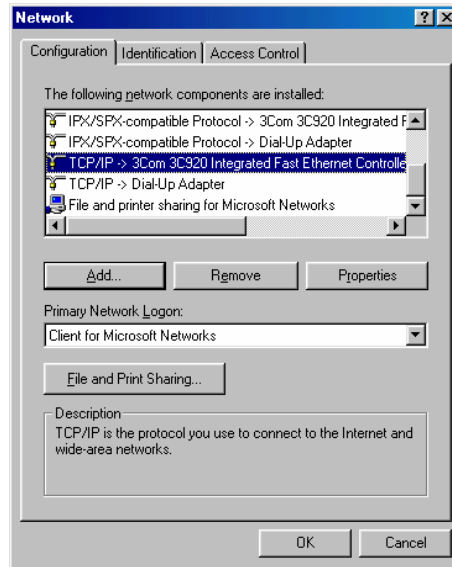 Network
Configuration Identification Access Control
The following network components are installed:
IPX/SPX-compatible Protocol -> 3Com 3C920 Integrated F
IPX/SPX-compatible Protocol -> Dial-Up Adapter
TCP/IP -> 3Com 3C920 Integrated Fast Ethernet Controlle
TCP/IP -> Dial-Up Adapter
File and printer sharing for Microsoft Networks
Add... Remove Properties
Primary Network Logon:
Client for Microsoft Networks
File and Print Sharing...
Description
TCP/IP is the protocol you use to connect to the Internet and
wide-area networks.
OK Cancel